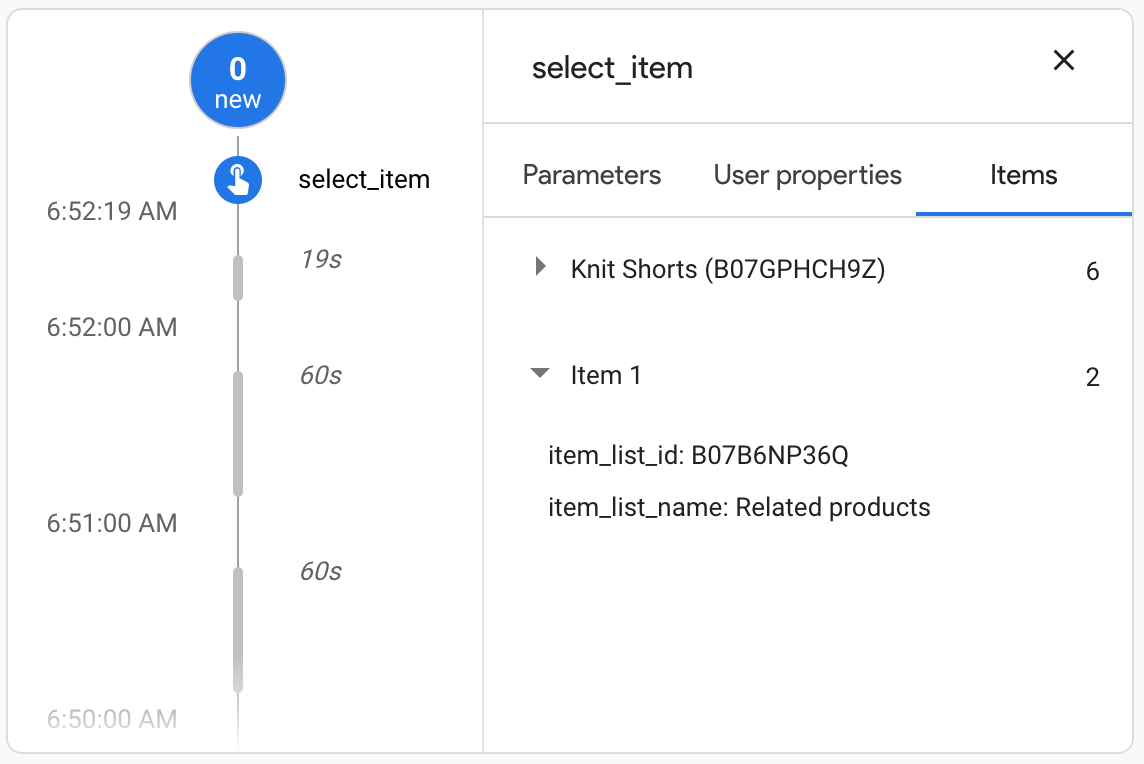 0
new
select_item
6:52:19 AM
19s
6:52:00 AM
60s
6:51:00 AM
60s
6:50:00 AM
select_item
Parameters User properties Items
Knit Shorts (B07GPHCH9Z) 6
Item 1 2
item_list_id: B07B6NP36Q
item_list_name: Related products